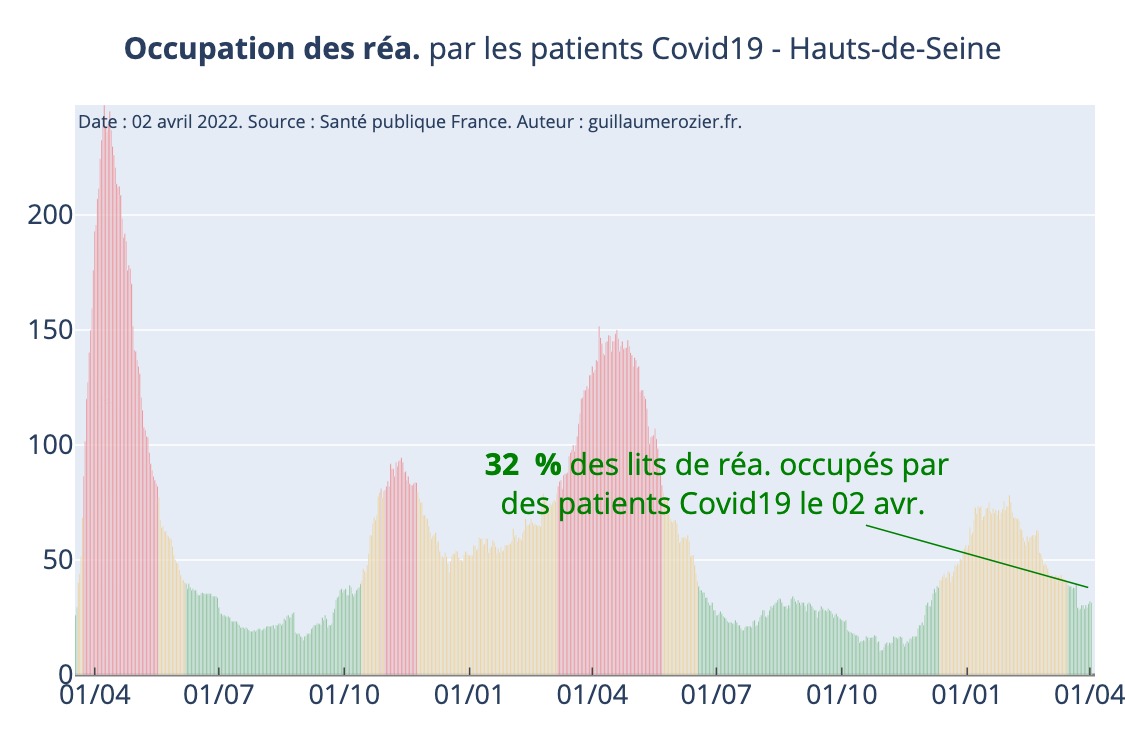 Occupation des réa. par les patients Covid19 - Hauts-de-Seine
Date : 02 avril 2022. Source : Santé publique France. Auteur : guillaumerozier.fr.
200
150
100
50
0
32 % des lits de réa. occupés par
des patients Covid19 le 02 avr.
01/04 01/07 01/10 01/01 01/04 01/07 01/10 01/01 01/04